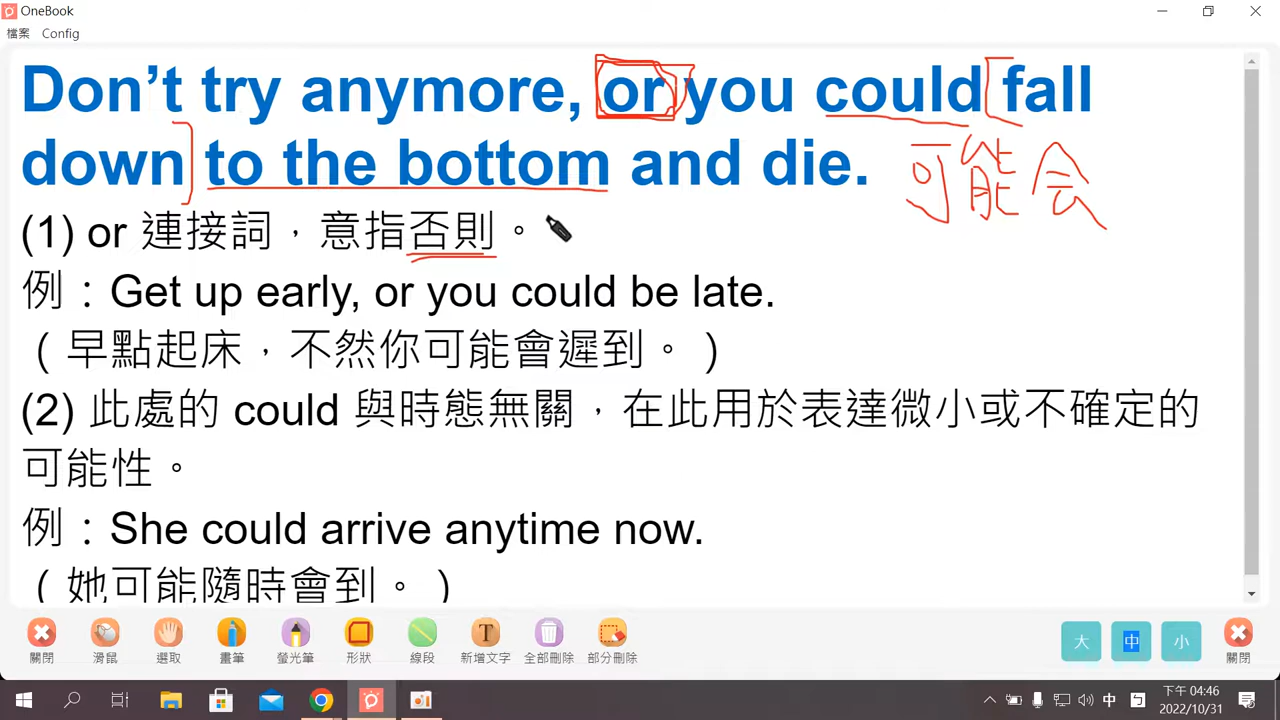 OneBook
檔案 Config
Don't try anymore, or you could fall
down to the bottom and die.
可能会
(1) or 連接詞，意指否則。
例：Get up early, or you could be late.
（早點起床，不然你可能會遲到。）
(2) 此處的 could 與時態無關，在此用於表達微小或不確定的
可能性。
例：She could arrive anytime now.
（她可能隨時會到。）
關閉 滑鼠 選取 畫筆 螢光筆 形狀 線段 新增文字 全部刪除 部分刪除 大 中 小 關閉
中 下午 04:46
2022/10/31